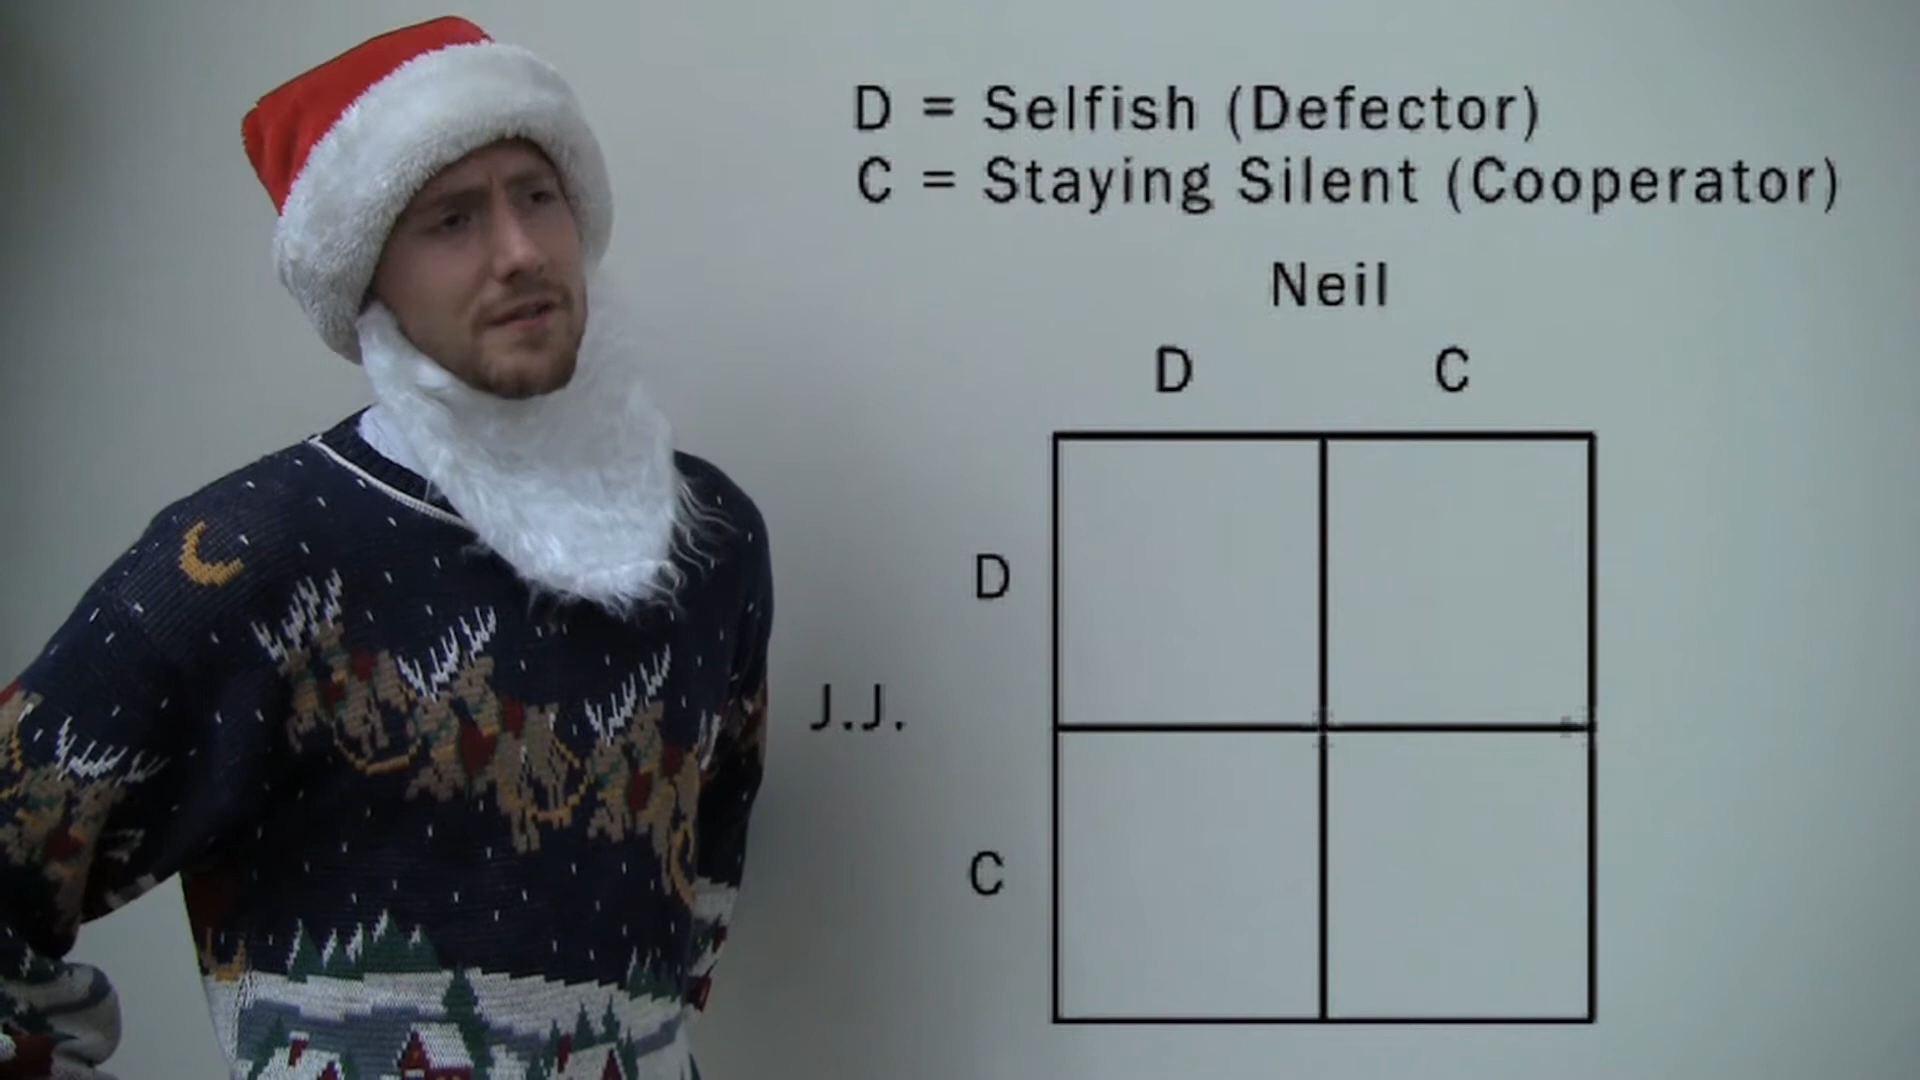 D = Selfish (Defector)
C = Staying Silent (Cooperator)
Neil
D C
D
J.J.
C